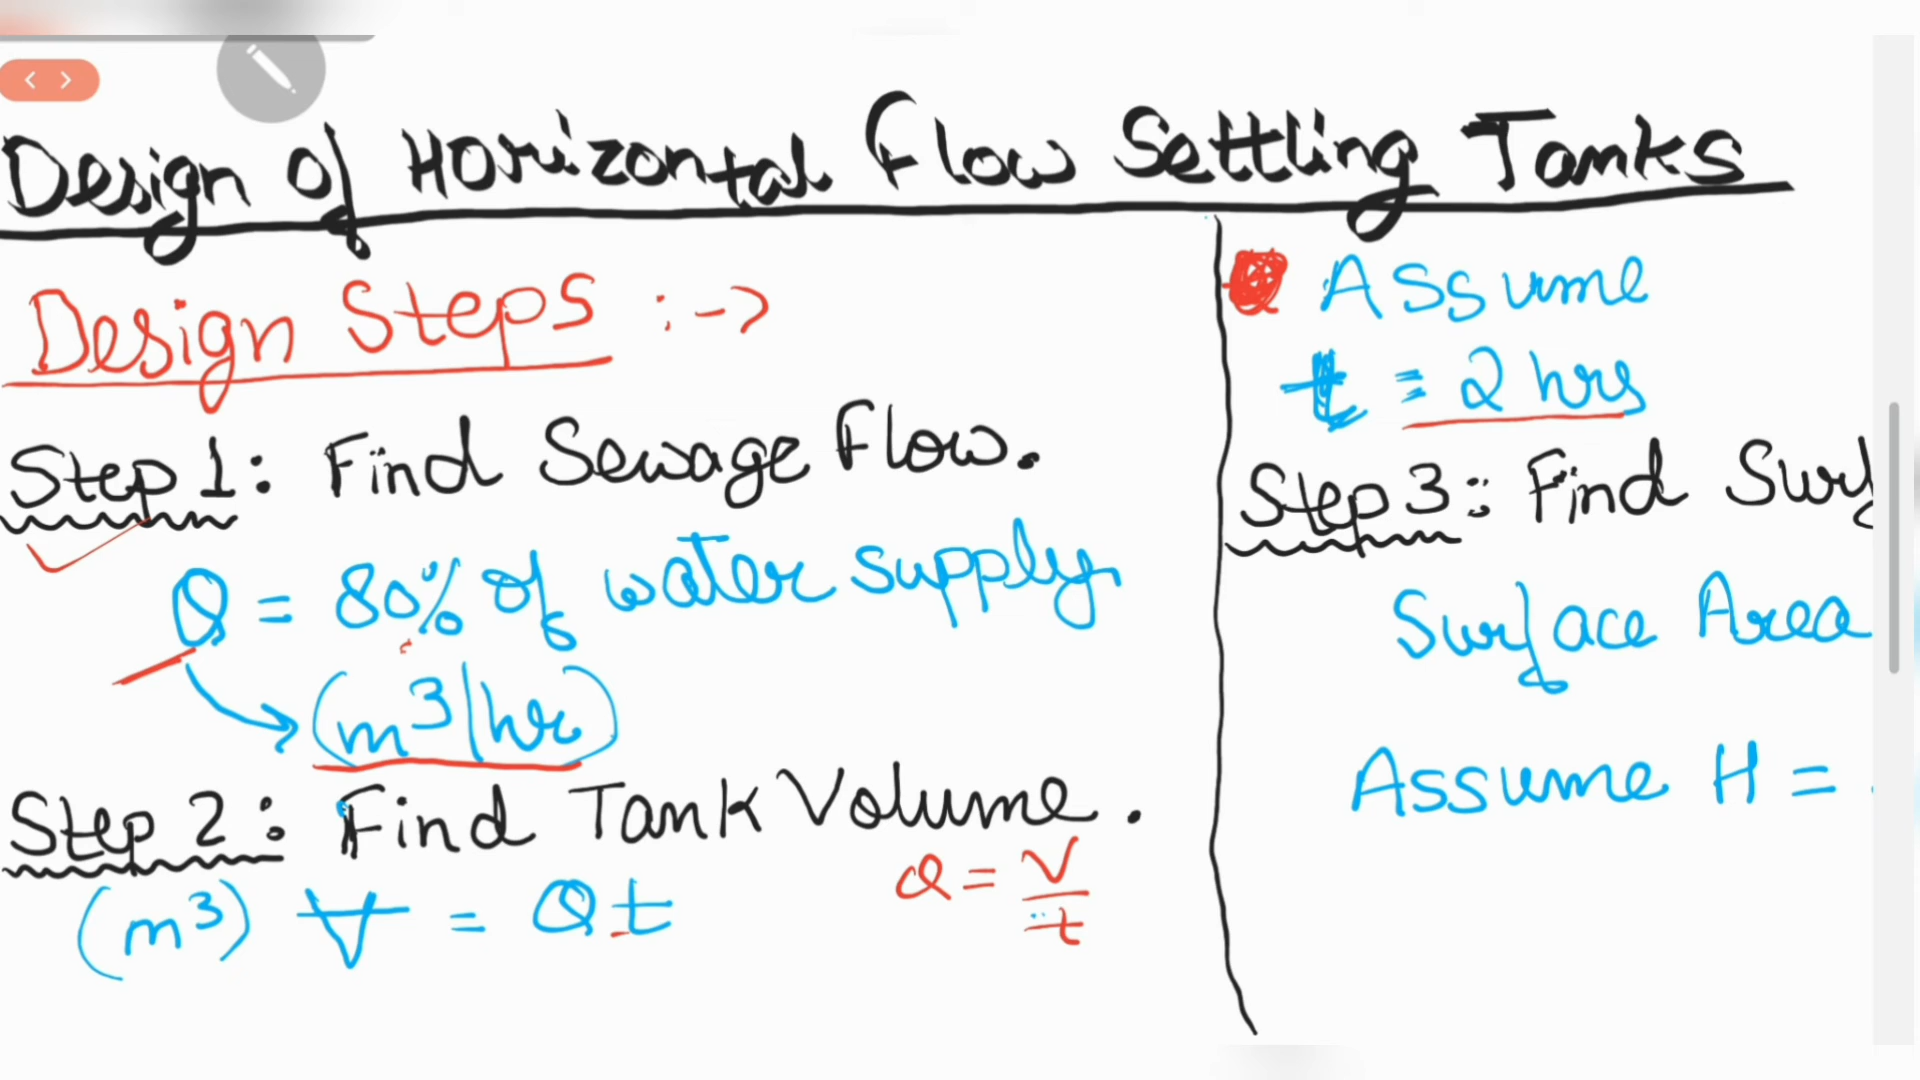 Design of Horizontal Flow Settling Tanks
Design Steps :->
Step 1: Find Sewage Flow.
Q = 80% of water supply
(m³/hr)
Step 2: Find Tank Volume.
(m³) V = Qt
Q = V/t
Assume
t = 2 hrs
Step 3: Find
Surface Area
Assume H =